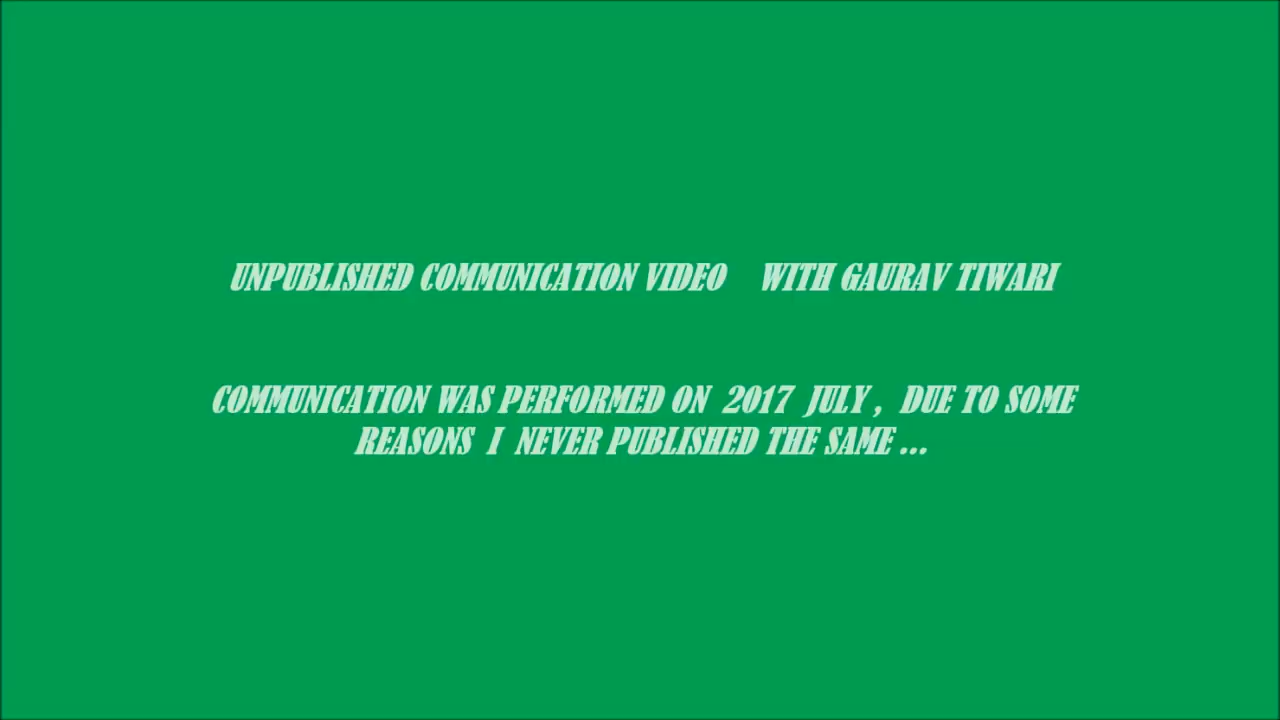 UNPUBLISHED COMMUNICATION VIDEO WITH GAURAV TIWARI
COMMUNICATION WAS PERFORMED ON 2017 JULY , DUE TO SOME
REASONS I NEVER PUBLISHED THE SAME ...